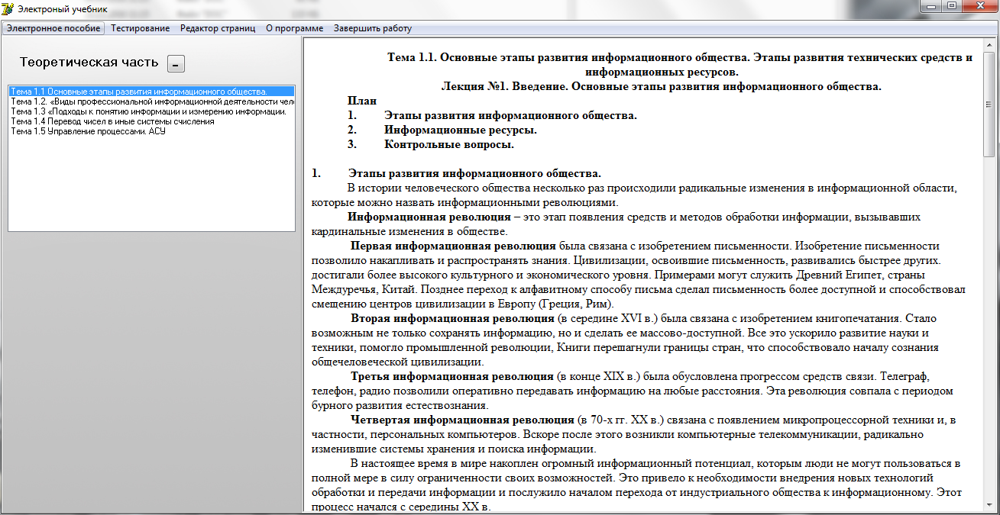 Электроный учебник
Электронное пособие Тестирование Редактор страниц О программе Завершить работу
Теоретическая часть
Тема 1.1 Основные этапы развития информационного общества.
Тема 1.2. «Виды профессиональной информационной деятельности
Тема 1.3 «Подходы к понятию информации и измерению информации.
Тема 1.4 Перевод чисел в иные системы счисления
Тема 1.5 Управление процессами. АСУ
Тема 1.1. Основные этапы развития информационного общества. Этапы развития технических средств и
информационных ресурсов.
Лекция №1. Введение. Основные этапы развития информационного общества.
План
1. Этапы развития информационного общества.
2. Информационные ресурсы.
3. Контрольные вопросы.
1. Этапы развития информационного общества.
В истории человеческого общества несколько раз происходили радикальные изменения в информационной области,
которые можно назвать информационными революциями.
Информационная революция – это этап появления средств и методов обработки информации, вызывавших
кардинальные изменения в обществе.
Первая информационная революция была связана с изобретением письменности. Изобретение письменности
позволило накапливать и распространять знания. Цивилизации, освоившие письменность, развивались быстрее других.
достигали более высокого культурного и экономического уровня. Примерами могут служить Древний Египет, страны
Междуречья, Китай. Позднее переход к алфавитному способу письма сделал письменность более доступной и способствовал
смещению центров цивилизации в Европу (Греция, Рим).
Вторая информационная революция (в середине XVI в.) была связана с изобретением книгопечатания. Стало
возможным не только сохранять информацию, но и сделать ее массово-доступной. Все это ускорило развитие науки и
техники, помогло промышленной революции, Книги перешагнули границы стран, что способствовало началу сознания
общечеловеческой цивилизации.
Третья информационная революция (в конце XIX в.) была обусловлена прогрессом средств связи. Телеграф,
телефон, радио позволили оперативно передавать информацию на любые расстояния. Эта революция совпала с периодом
бурного развития естествознания.
Четвертая информационная революция (в 70-х гг. XX в.) связана с появлением микропроцессорной техники и, в
частности, персональных компьютеров. Вскоре после этого возникли компьютерные телекоммуникации, радикально
изменившие системы хранения и поиска информации.
В настоящее время в мире накоплен огромный информационный потенциал, которым люди не могут пользоваться в
полной мере в силу ограниченности своих возможностей. Это привело к необходимости внедрения новых технологий
обработки и передачи информации и послужило началом перехода от индустриального общества к информационному. Этот
процесс начался с середины XX в.